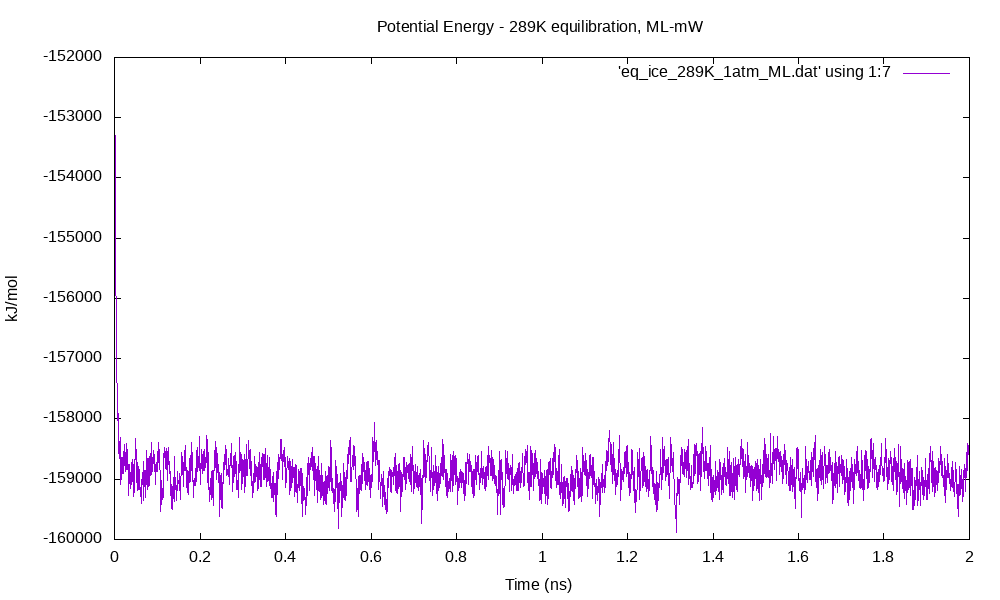 Potential Energy - 289K equilibration, ML-mW
'eq_ice_289K_1atm_ML.dat' using 1:7
kJ/mol
-152000
-153000
-154000
-155000
-156000
-157000
-158000
-159000
-160000
0 0.2 0.4 0.6 0.8 1 1.2 1.4 1.6 1.8 2
Time (ns)